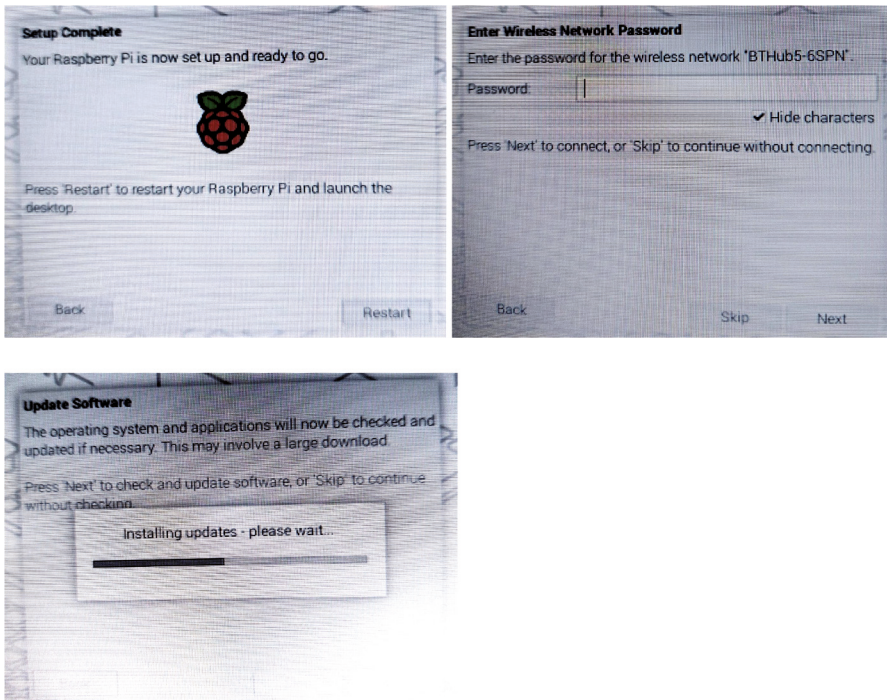 Setup Complete
Your Raspberry Pi is now set up and ready to go.
Press 'Restart' to restart your Raspberry Pi and launch the
desktop.
Back
Restart
Enter Wireless Network Password
Enter the password for the wireless network "BTHub5-6SPN".
Password:
Hide characters
Press 'Next' to connect, or 'Skip' to continue without connecting.
Back
Skip
Next
Update Software
The operating system and applications will now be checked and
updated if necessary. This may involve a large download.
Press 'Next' to check and update software, or 'Skip' to continue
without checking.
Installing updates - please wait...